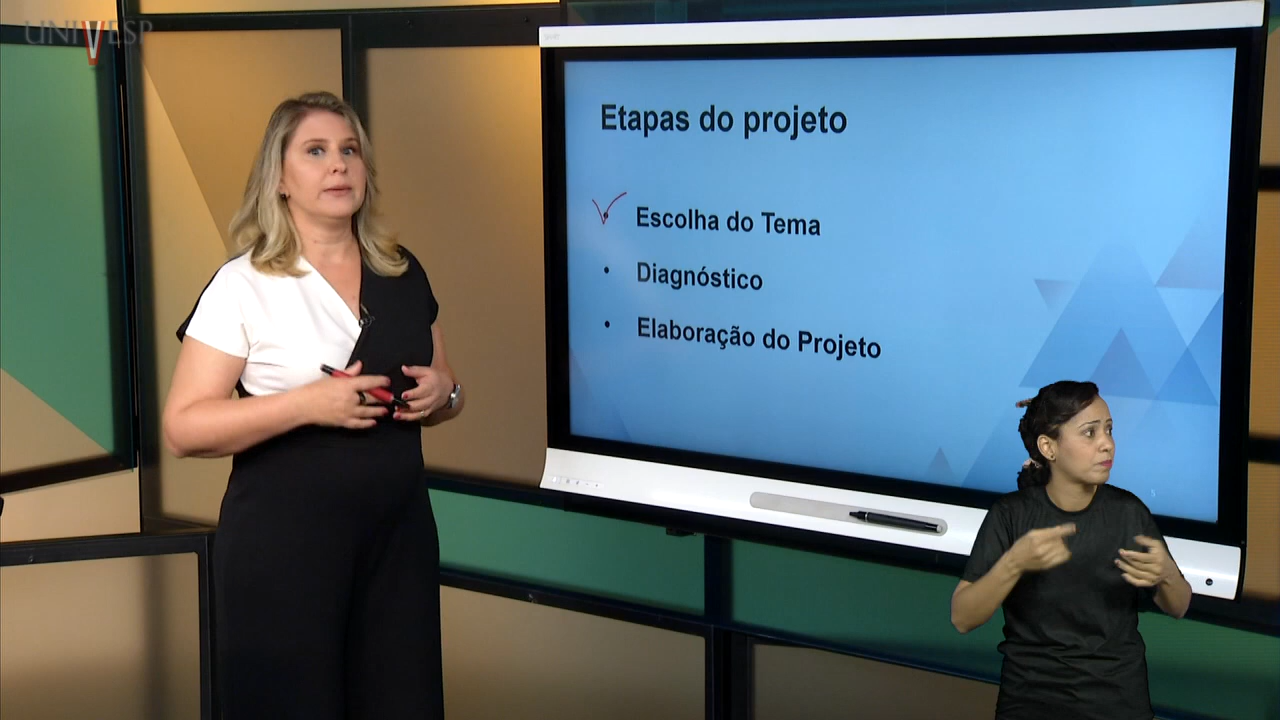 UNIVESP
Etapas do projeto
Escolha do Tema
• Diagnóstico
• Elaboração do Projeto